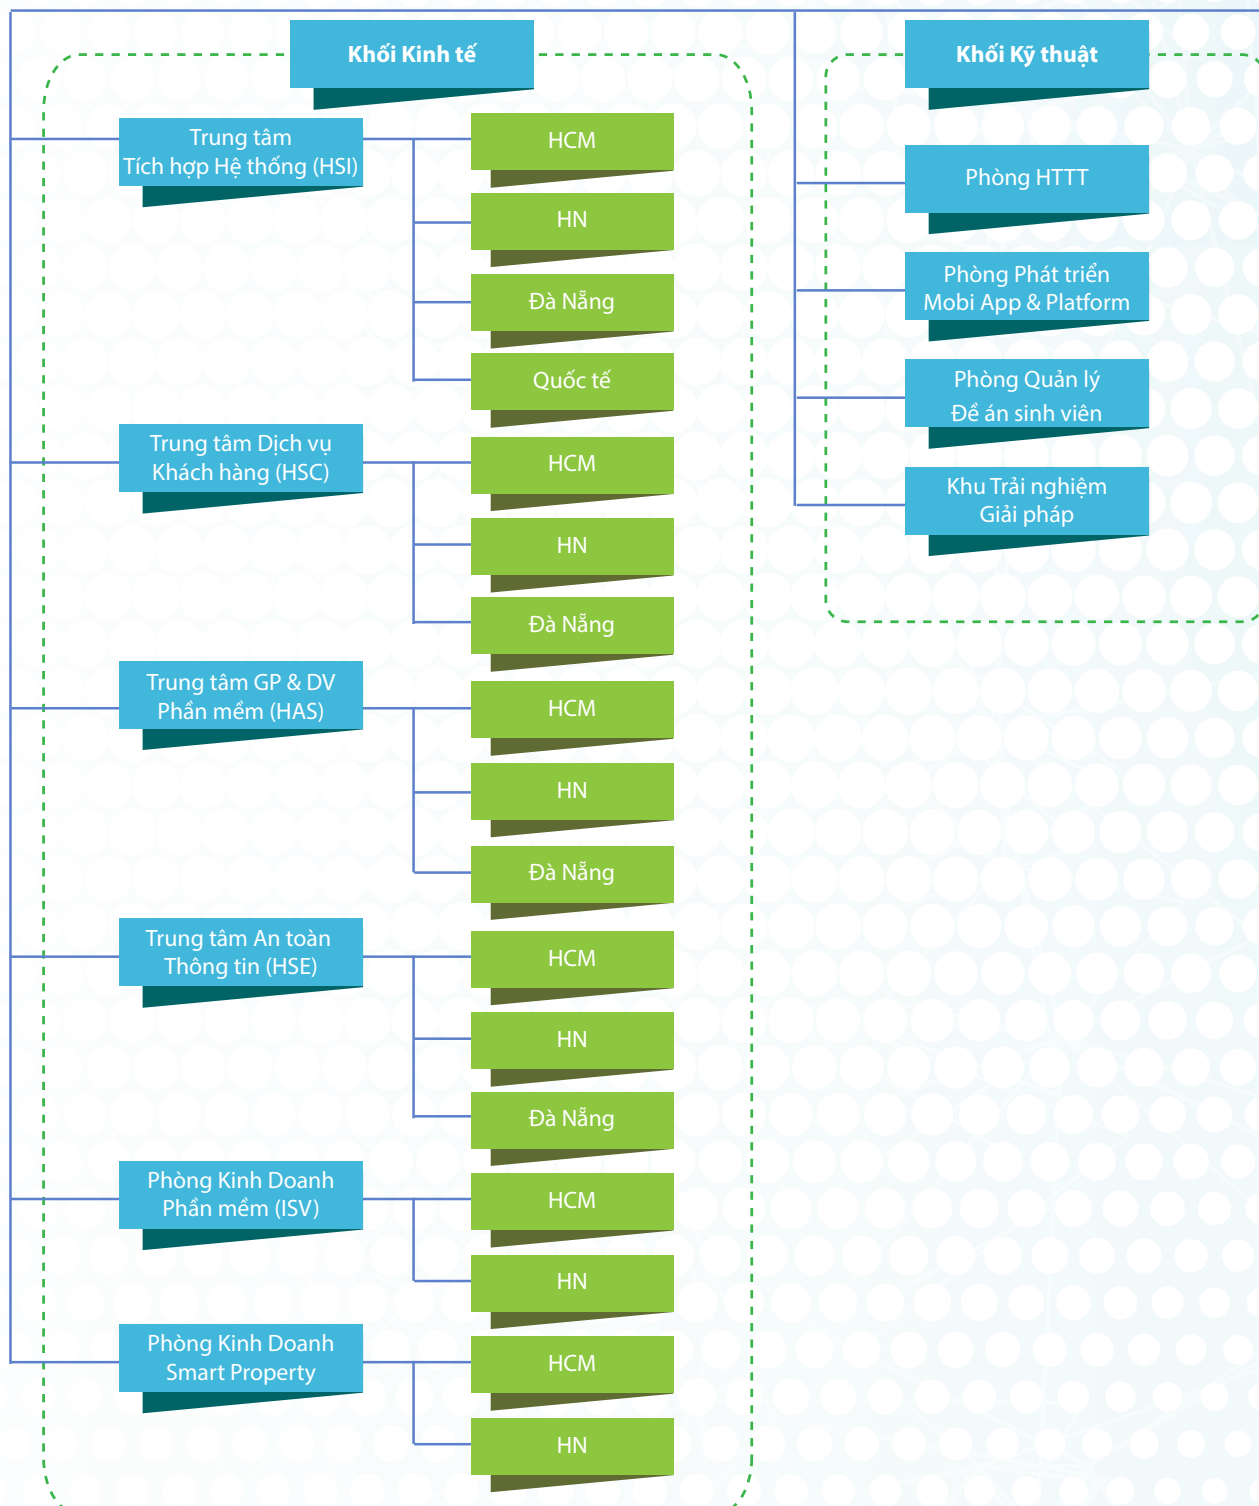 Khối Kinh tế
Trung tâm
Tích hợp Hệ thống (HSI)
HCM
HN
Đà Nẵng
Quốc tế
Trung tâm Dịch vụ
Khách hàng (HSC)
HCM
HN
Đà Nẵng
Trung tâm GP & DV
Phần mềm (HAS)
HCM
HN
Đà Nẵng
Trung tâm An toàn
Thông tin (HSE)
HCM
HN
Đà Nẵng
Phòng Kinh Doanh
Phần mềm (ISV)
HCM
HN
Phòng Kinh Doanh
Smart Property
HCM
HN
Khối Kỹ thuật
Phòng HTTT
Phòng Phát triển
Mobi App & Platform
Phòng Quản lý
Đề án sinh viên
Khu Trải nghiệm
Giải pháp